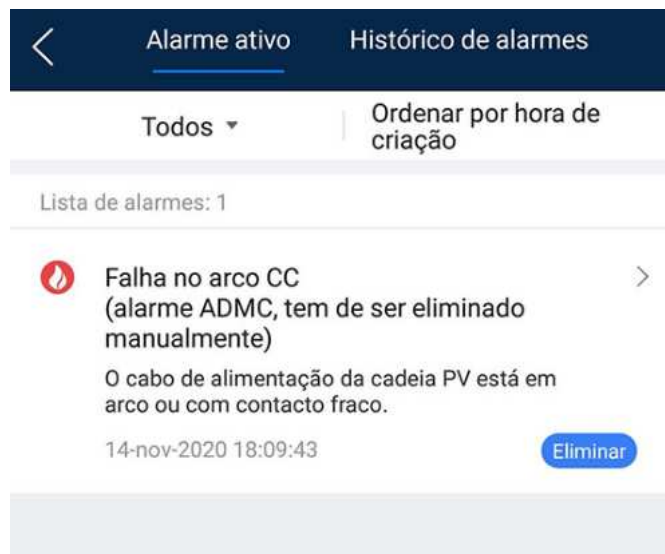 Alarme ativo
Histórico de alarmes
Todos
Ordenar por hora de
criação
Lista de alarmes: 1
Falha no arco CC
(alarme ADMC, tem de ser eliminado
manualmente)
O cabo de alimentação da cadeia PV está em
arco ou com contacto fraco.
14-nov-2020 18:09:43
Eliminar